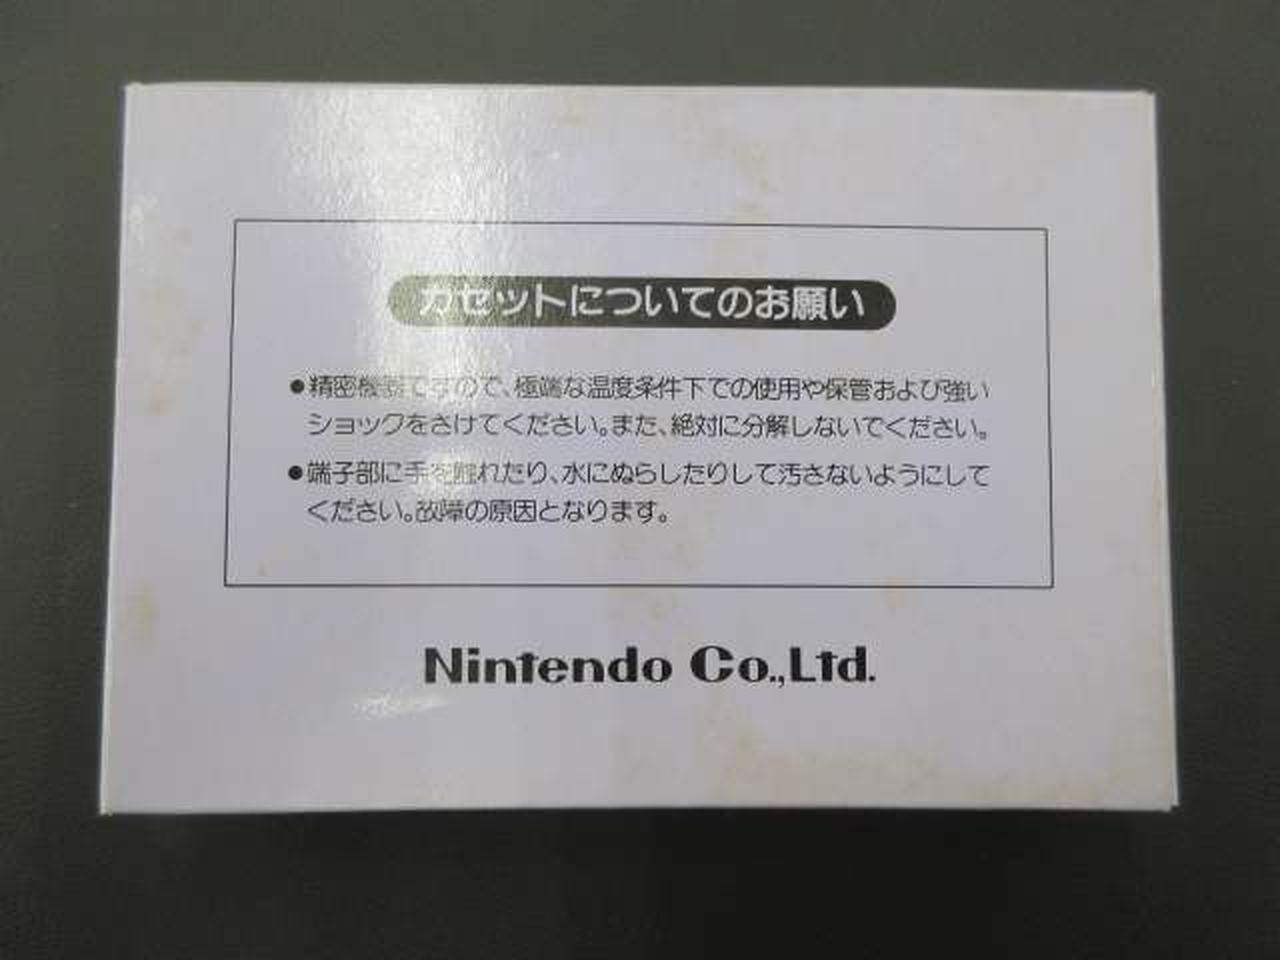 カセットについてのお願い
●精密機器ですので、極端な温度条件下での使用や保管および強い
ショックをさけてください。また、絶対に分解しないでください。
●端子部に手を触れたり、水にぬらしたりして汚さないようにして
ください。故障の原因となります。
Nintendo Co.,Ltd.